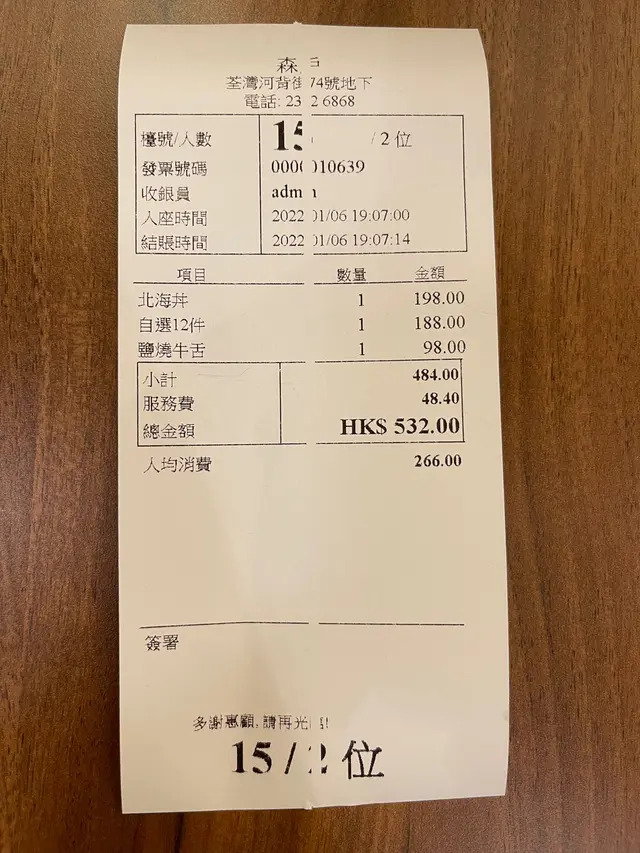 森
荃灣河背街74號地下
電話: 23 2 6868
檯號/人數 15 / 2 位
發票號碼 0000010639
收銀員 admin
入座時間 2022/01/06 19:07:00
結賬時間 2022/01/06 19:07:14
項目 數量 金額
北海丼 1 198.00
自選12件 1 188.00
鹽燒牛舌 1 98.00
小計 484.00
服務費 48.40
總金額 HK$ 532.00
人均消費 266.00
簽署
多謝惠顧, 請再光臨!
15 / 2 位